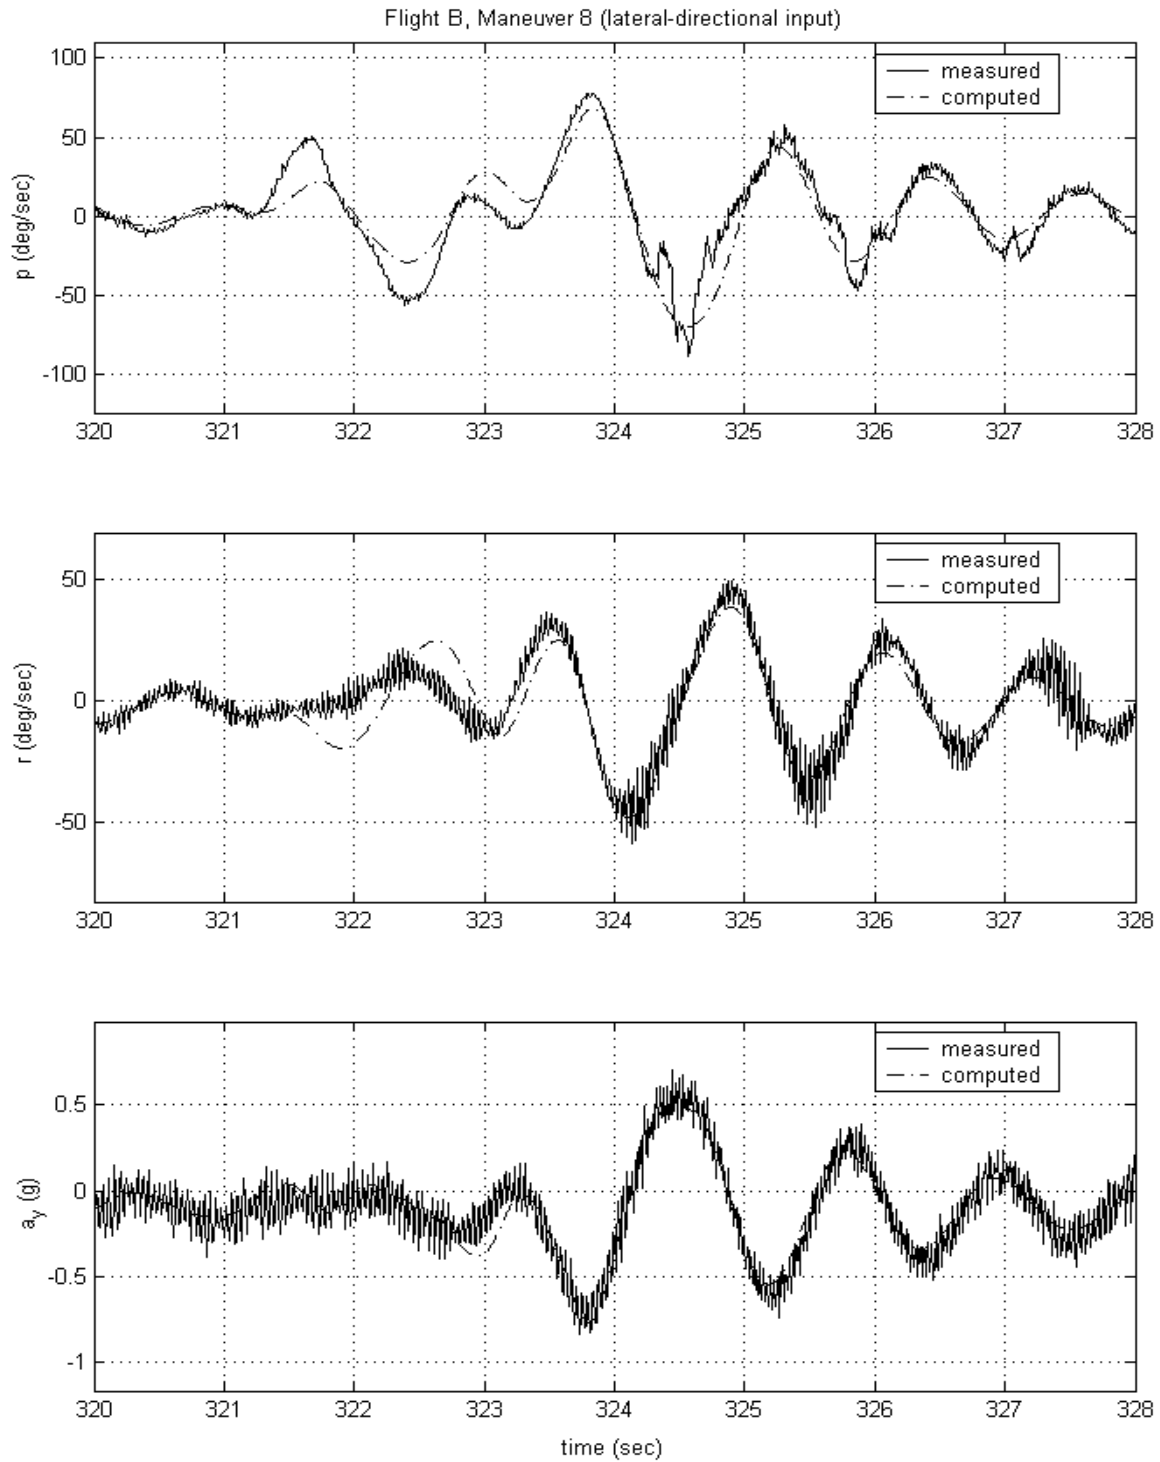 Flight B, Maneuver 8 (lateral-directional input)
100
50
0
-50
-100
p (deg/sec)
measured
computed
320 321 322 323 324 325 326 327 328
50
0
-50
r (deg/sec)
measured
computed
320 321 322 323 324 325 326 327 328
0.5
0
-0.5
-1
a_y (g)
measured
computed
320 321 322 323 324 325 326 327 328
time (sec)